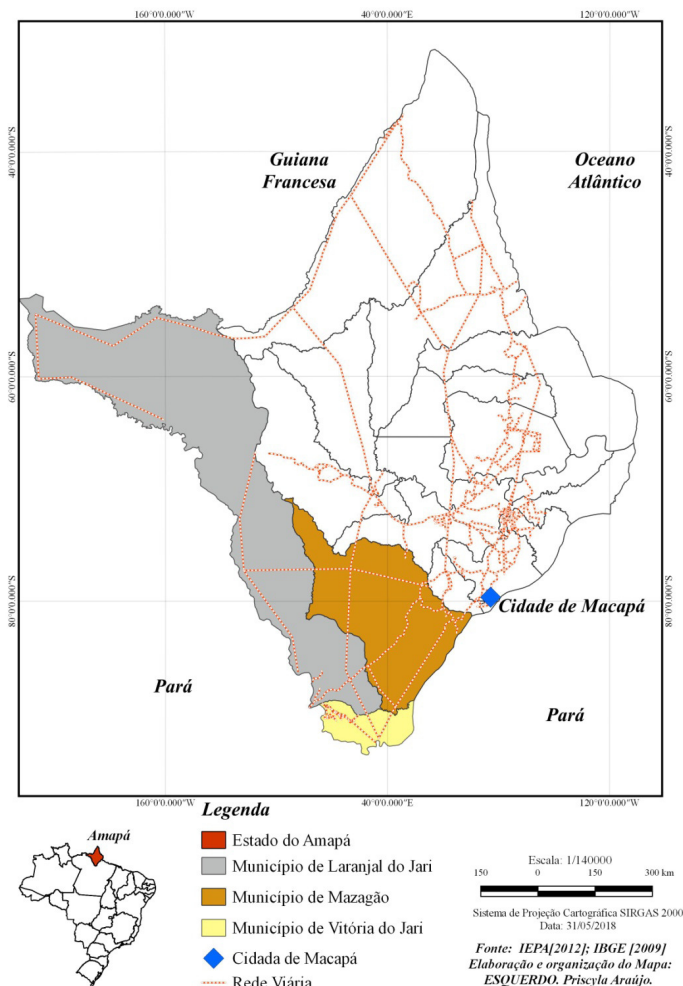 160°0'0.000"W
40°0'0.000"E
120°0'0.000"W
40°0'0.000"S
40°0'0.000"S
Guiana
Francesa
Oceano
Atlântico
60°0'0.000"S
60°0'0.000"S
80°0'0.000"S
80°0'0.000"S
Cidade de Macapá
Pará
Pará
160°0'0.000"W
40°0'0.000"E
120°0'0.000"W
Legenda
Amapá
Estado do Amapá
Município de Laranjal do Jari
Município de Mazagão
Município de Vitória do Jari
Cidada de Macapá
Rede Viária
Escala: 1/140000
150 0 150 300 km
Sistema de Projeção Cartográfica SIRGAS 2000
Data: 31/05/2018
Fonte: IEPA[2012]; IBGE [2009]
Elaboração e organização do Mapa:
ESQUERDO. Priscyla Araújo.